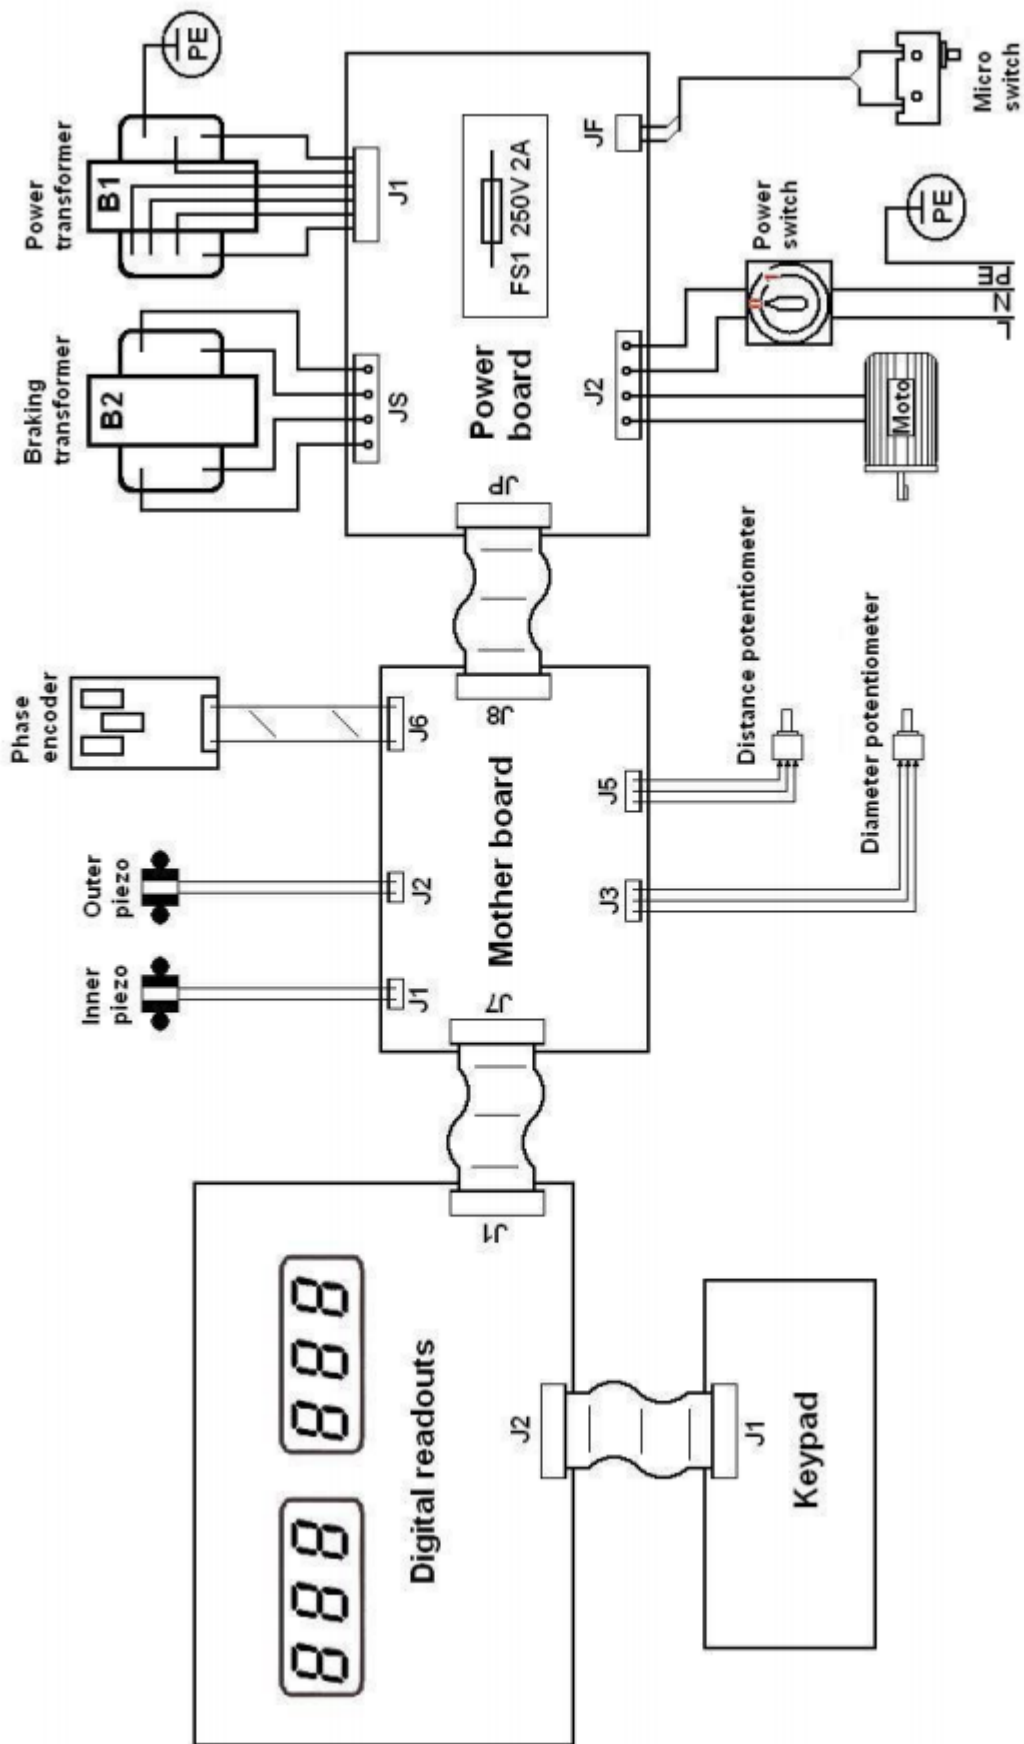 Inner
piezo
Outer
piezo
Phase
encoder
Braking
transformer
Power
transformer
B2
B1
PE
888 888
Digital readouts
J1
J7
J1
J2
J6
Mother board
J8
JP
JS
J1
Power
board
FS1 250V 2A
J2
J1
Keypad
J3
J5
J2
JF
Distance potentiometer
Diameter potentiometer
Moto
0
1
Power
switch
Micro
switch
PE
L
N
PE